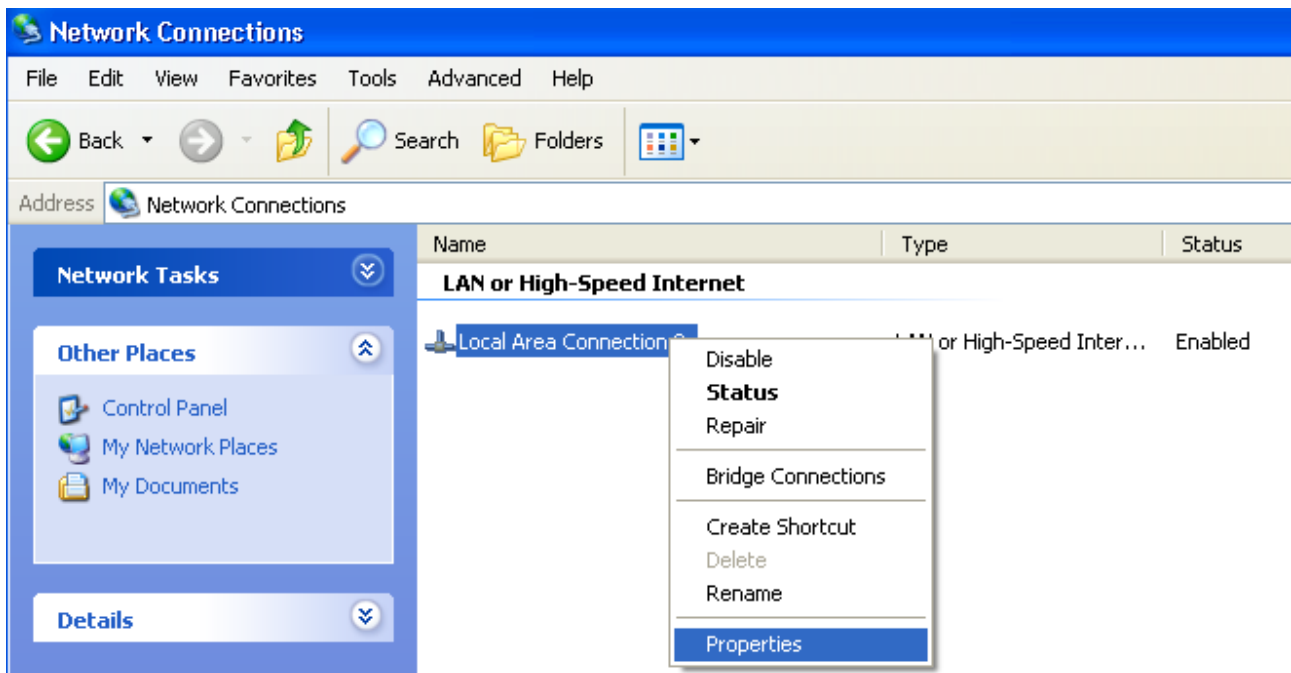 Network Connections
File Edit View Favorites Tools Advanced Help
Back Search Folders
Address Network Connections
Name Type Status
Network Tasks
LAN or High-Speed Internet
Local Area Connection or High-Speed Inter... Enabled
Other Places
Control Panel
My Network Places
My Documents
Details
Disable
Status
Repair
Bridge Connections
Create Shortcut
Delete
Rename
Properties